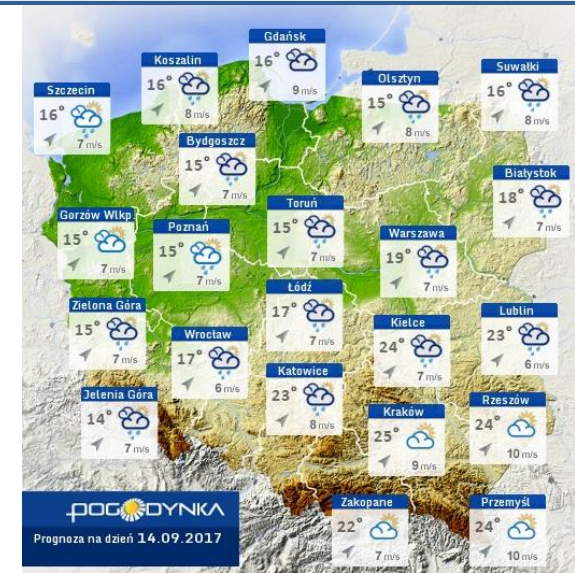 Gdańsk
16°
9 m/s
Koszalin
16°
8 m/s
Suwałki
16°
8 m/s
Olsztyn
15°
8 m/s
Szczecin
16°
7 m/s
Bydgoszcz
15°
7 m/s
Białystok
18°
7 m/s
Toruń
15°
7 m/s
Gorzów Wlkp
15°
7 m/s
Poznań
15°
7 m/s
Warszawa
19°
7 m/s
Łódź
17°
7 m/s
Zielona Góra
15°
7 m/s
Lublin
23°
6 m/s
Kielce
24°
7 m/s
Wrocław
17°
6 m/s
Katowice
23°
8 m/s
Jelenia Góra
14°
7 m/s
Rzeszów
24°
10 m/s
Kraków
25°
9 m/s
Zakopane
22°
7 m/s
Przemyśl
24°
10 m/s
POGODYNKA
Prognoza na dzień 14.09.2017